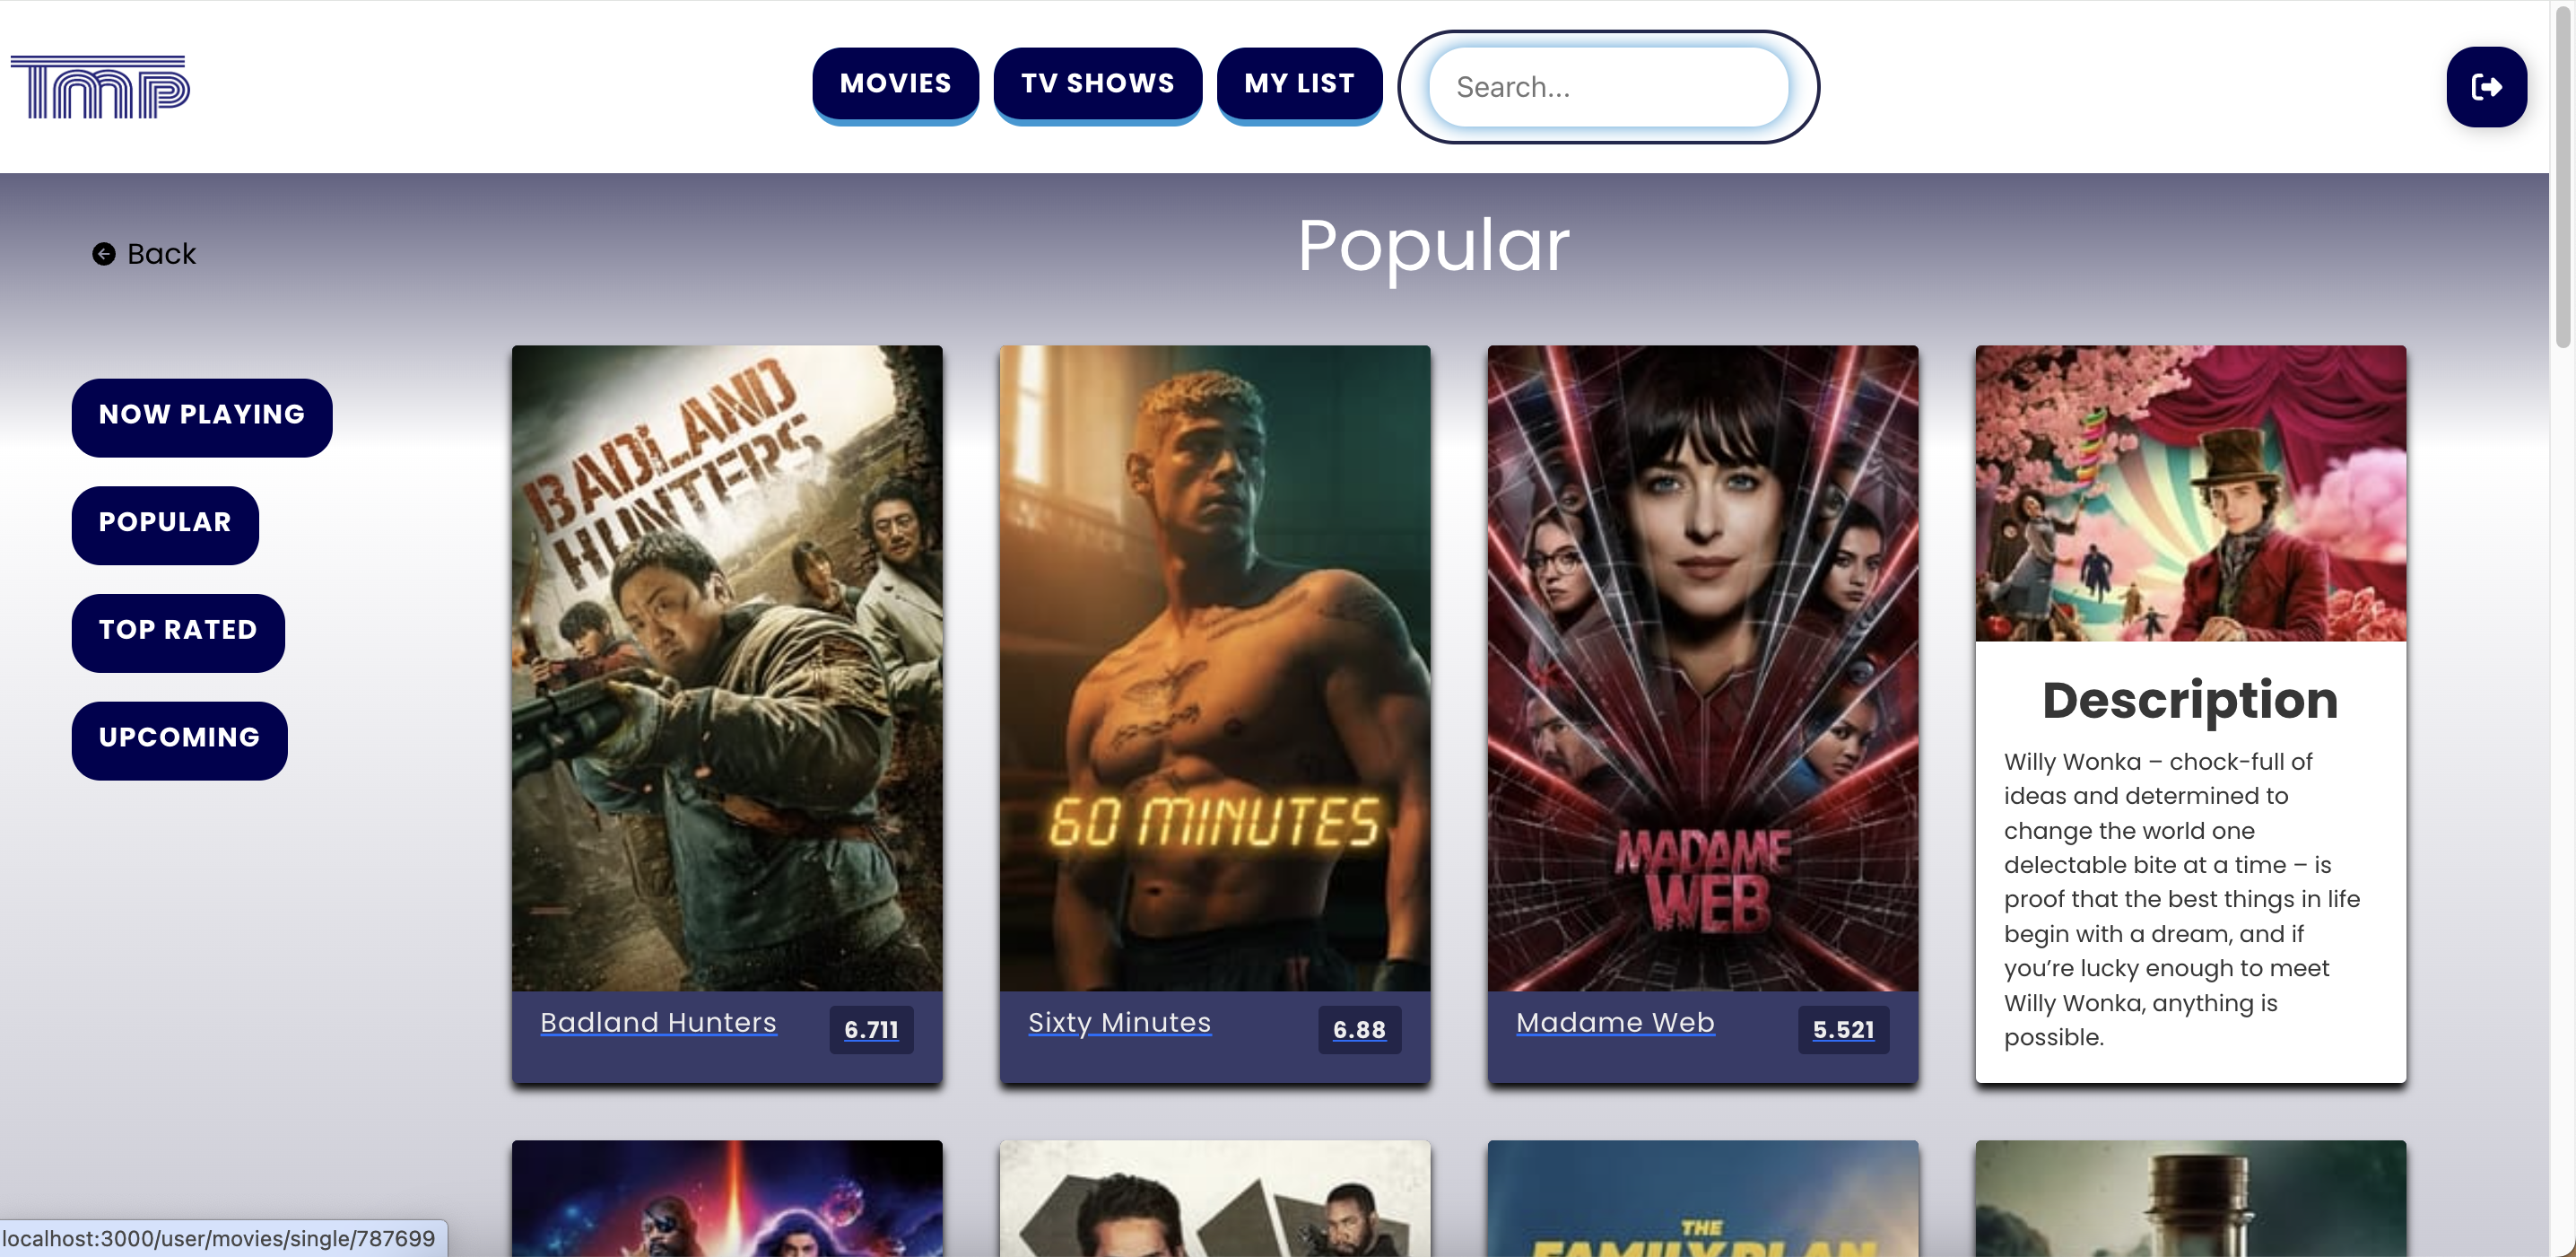 TMP
MOVIES
TV SHOWS
MY LIST
Search...
Back
Popular
NOW PLAYING
POPULAR
TOP RATED
UPCOMING
BADLAND
HUNTERS
Badland Hunters
6.711
60 MINUTES
Sixty Minutes
6.88
MADAME
WEB
Madame Web
5.521
Description
Willy Wonka – chock-full of
ideas and determined to
change the world one
delectable bite at a time – is
proof that the best things in life
begin with a dream, and if
you’re lucky enough to meet
Willy Wonka, anything is
possible.
THE
FAMILY PLAN
localhost:3000/user/movies/single/787699